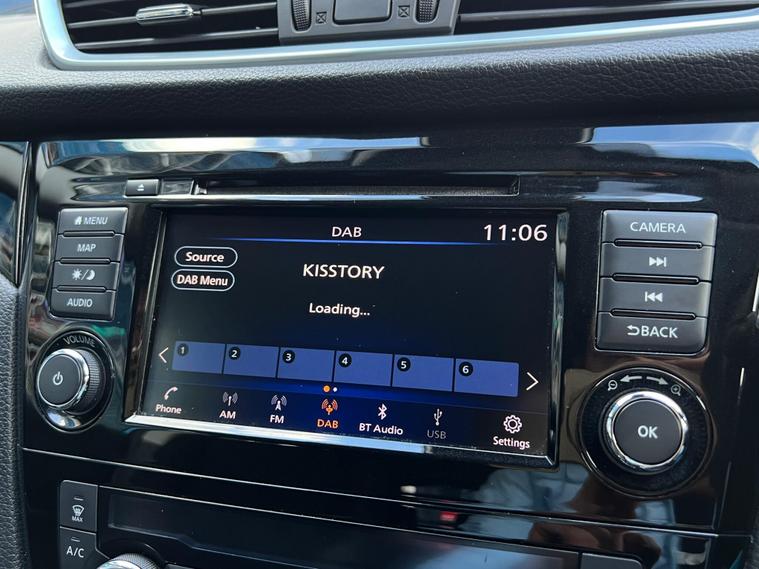 MENU
MAP
AUDIO
VOLUME
DAB 11:06
Source
DAB Menu
KISSTORY
Loading...
1 2 3 4 5 6
Phone AM FM DAB BT Audio USB Settings
CAMERA
BACK
OK
MAX
A/C